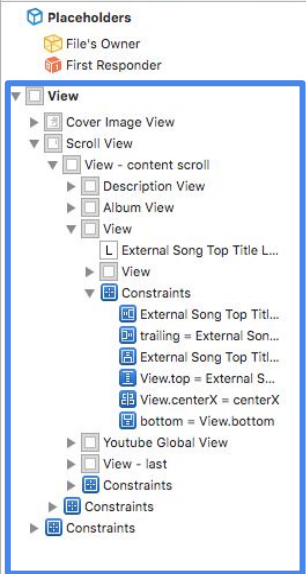 Placeholders
File's Owner
First Responder
View
Cover Image View
Scroll View
View - content scroll
Description View
Album View
View
L External Song Top Title L...
View
Constraints
External Song Top Titl...
trailing = External Son...
External Song Top Titl...
View.top = External S...
View.centerX = centerX
bottom = View.bottom
Youtube Global View
View - last
Constraints
Constraints
Constraints